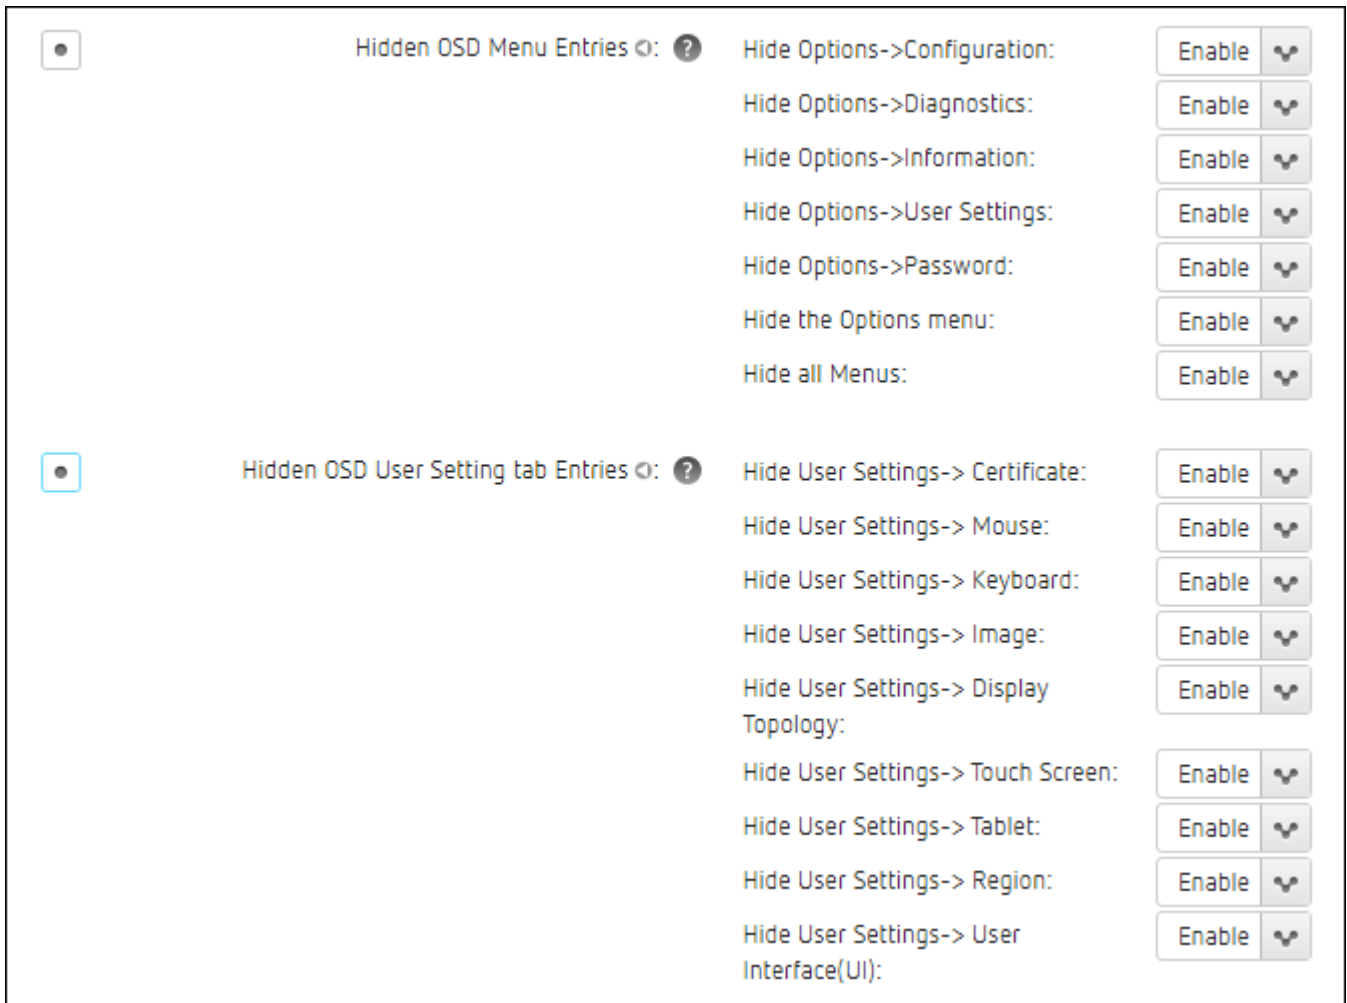 Hidden OSD Menu Entries : ? Hide Options->Configuration: Enable
Hide Options->Diagnostics: Enable
Hide Options->Information: Enable
Hide Options->User Settings: Enable
Hide Options->Password: Enable
Hide the Options menu: Enable
Hide all Menus: Enable
Hidden OSD User Setting tab Entries : ? Hide User Settings-> Certificate: Enable
Hide User Settings-> Mouse: Enable
Hide User Settings-> Keyboard: Enable
Hide User Settings-> Image: Enable
Hide User Settings-> Display Enable
Topology:
Hide User Settings-> Touch Screen: Enable
Hide User Settings-> Tablet: Enable
Hide User Settings-> Region: Enable
Hide User Settings-> User Enable
Interface(UI):